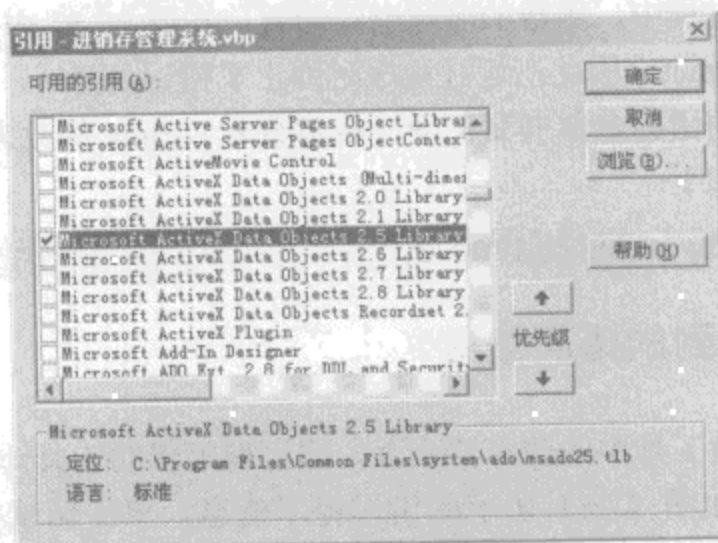 引用 - 进销存管理系统.vbp
可用的引用(A):
Microsoft Active Server Pages Object Librar
Microsoft Active Server Pages ObjectContex
Microsoft ActiveMovie Control
Microsoft ActiveX Data Objects (Multi-dimen
Microsoft ActiveX Data Objects 2.0 Library
Microsoft ActiveX Data Objects 2.1 Library
Microsoft ActiveX Data Objects 2.5 Library
Microsoft ActiveX Data Objects 2.6 Library
Microsoft ActiveX Data Objects 2.7 Library
Microsoft ActiveX Data Objects 2.8 Library
Microsoft ActiveX Data Objects Recordset 2.
Microsoft ActiveX Plugin
Microsoft Add-In Designer
Microsoft ADO Ext. 2.8 for DDL and Security
确定
取消
浏览(B)...
帮助(H)
优先级
Microsoft ActiveX Data Objects 2.5 Library
定位: C:\Program Files\Common Files\system\ado\msado25.tlb
语言: 标准